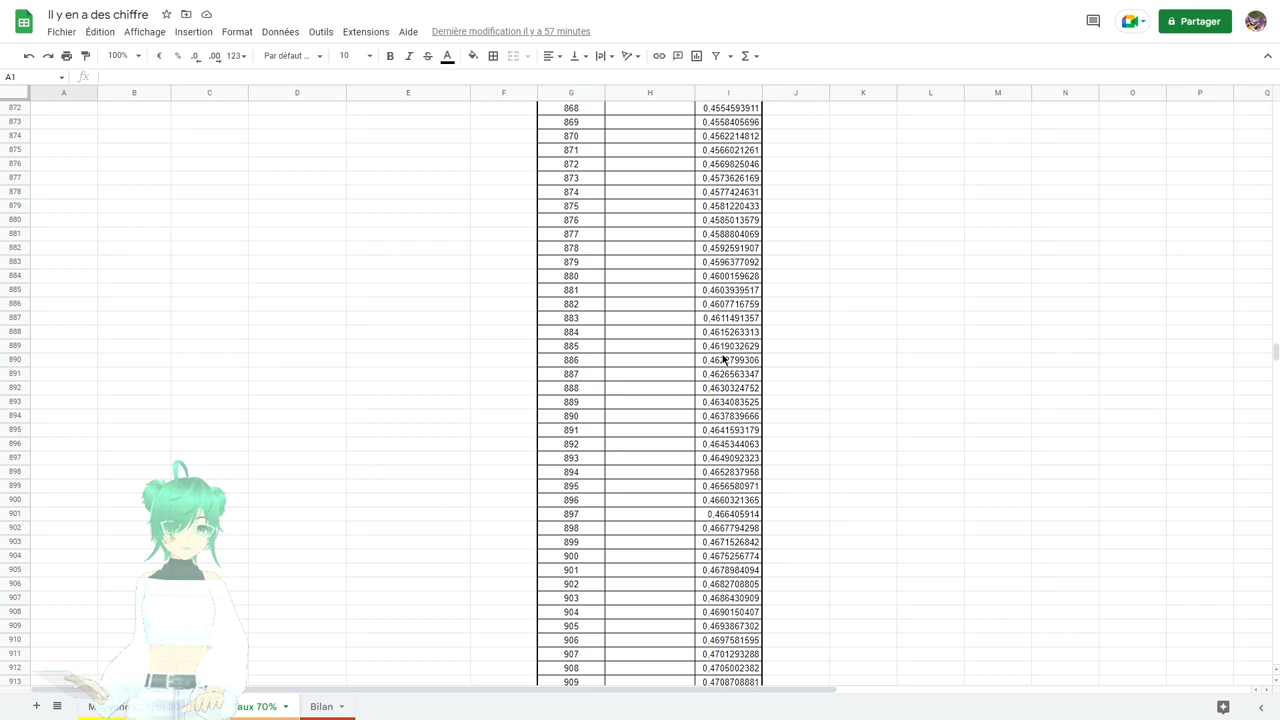 Il y en a des chiffre
Fichier Édition Affichage Insertion Format Données Outils Extensions Aide Dernière modification il y a 57 minutes
Partager
100% € % .0 .00 123 Par défaut ... 10 B I S A
A1 fx
A B C D E F G H I J K L M N O P Q
872 868 0,4554593911
873 869 0,4558405696
874 870 0,4562214812
875 871 0,4566021261
876 872 0,4569825046
877 873 0,4573626169
878 874 0,4577424631
879 875 0,4581220433
880 876 0,4585013579
881 877 0,4588804069
882 878 0,4592591907
883 879 0,4596377092
884 880 0,4600159628
885 881 0,4603939517
886 882 0,4607716759
887 883 0,4611491357
888 884 0,4615263313
889 885 0,4619032629
890 886
891 887 0,4626563347
892 888 0,4630324752
893 889 0,4634083525
894 890 0,4637839666
895 891 0,4641593179
896 892 0,4645344063
897 893 0,4649092323
898 894 0,4652837958
899 895 0,4656580971
900 896 0,4660321365
901 897 0,466405914
902 898 0,4667794298
903 899 0,4671526842
904 900 0,4675256774
905 901 0,4678984094
906 902 0,4682708805
907 903 0,4686430909
908 904 0,4690150407
909 905 0,4693867302
910 906 0,4697581595
911 907 0,4701293288
912 908 0,4705002382
913 909 0,4708708881
aux 70% Bilan